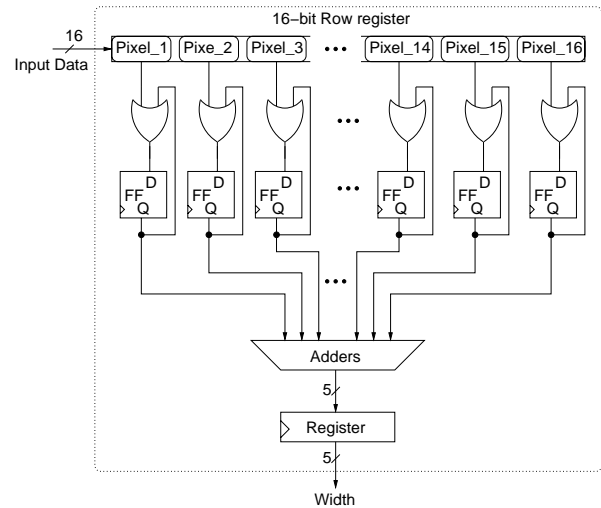 16–bit Row register
16
Input Data
Pixel_1 Pixe_2 Pixel_3 ••• Pixel_14 Pixel_15 Pixel_16
•••
D D D D D D
FF FF FF ••• FF FF FF
Q Q Q Q Q Q
•••
Adders
5
Register
5
Width